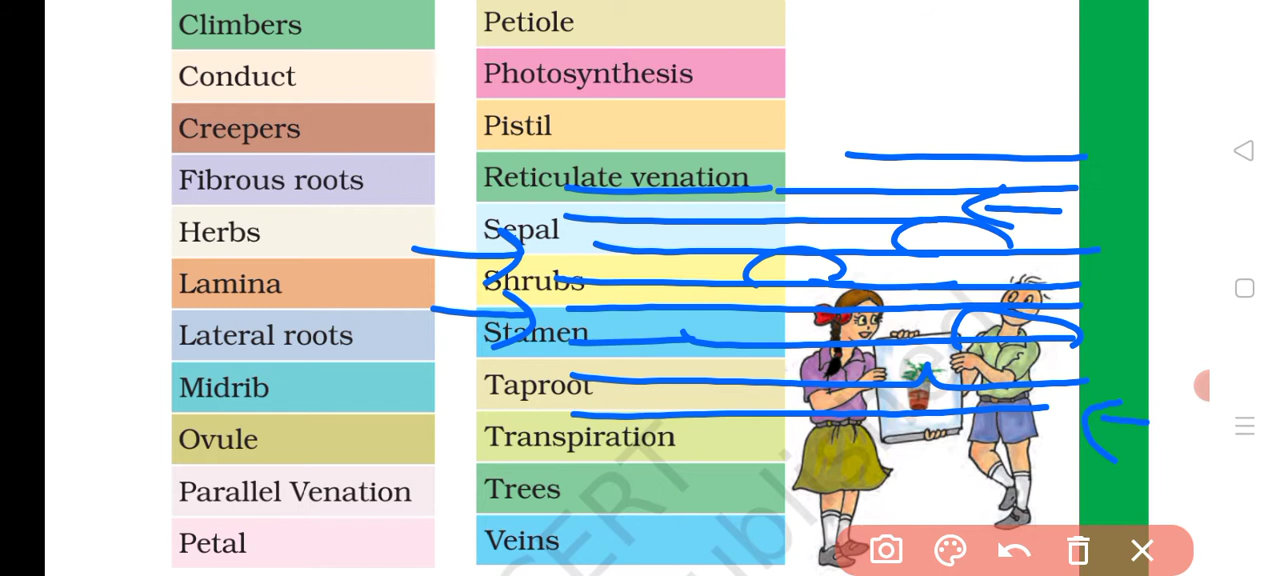 Climbers
Conduct
Creepers
Fibrous roots
Herbs
Lamina
Lateral roots
Midrib
Ovule
Parallel Venation
Petal
Petiole
Photosynthesis
Pistil
Reticulate venation
Sepal
Shrubs
Stamen
Taproot
Transpiration
Trees
Veins